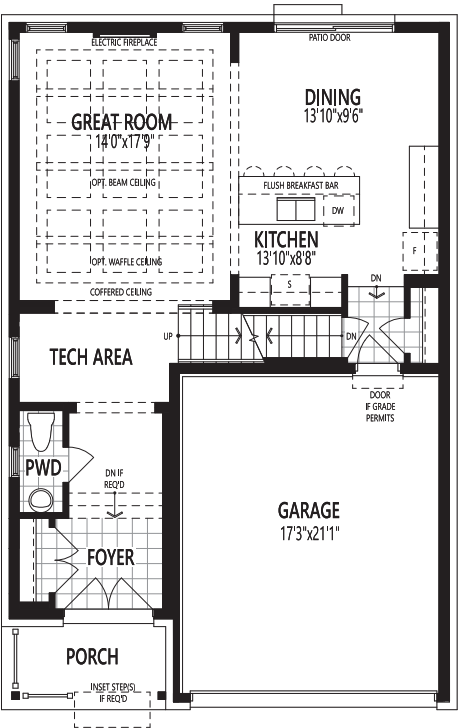 ELECTRIC FIREPLACE
PATIO DOOR
DINING
13'10"x9'6"
GREAT ROOM
14'0"x17'9"
OPT. BEAM CEILING
FLUSH BREAKFAST BAR
DW
KITCHEN
13'10"x8'8"
F
OPT. WAFFLE CEILING
S
DN
COFFERED CEILING
UP
DN
TECH AREA
DOOR
IF GRADE
PERMITS
PWD
DN IF
REQ'D
GARAGE
17'3"x21'1"
FOYER
PORCH
INSET STEP(S)
IF REQ'D